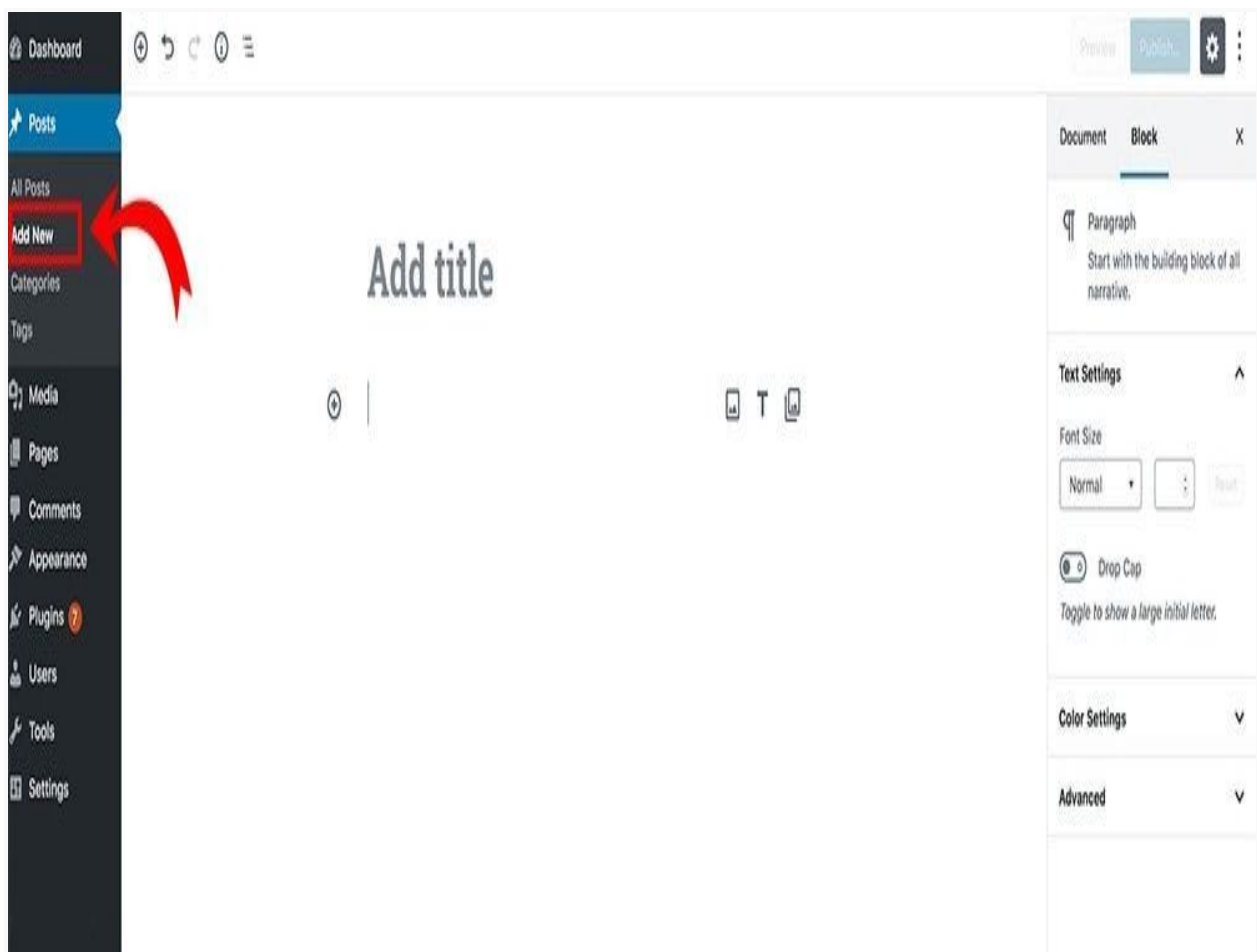 Dashboard
Posts
All Posts
Add New
Categories
Tags
Media
Pages
Comments
Appearance
Plugins 7
Users
Tools
Settings
Preview
Publish...
Add title
T
Document Block X
Paragraph
Start with the building block of all
narrative.
Text Settings
Font Size
Normal
Reset
Drop Cap
Toggle to show a large initial letter.
Color Settings
Advanced